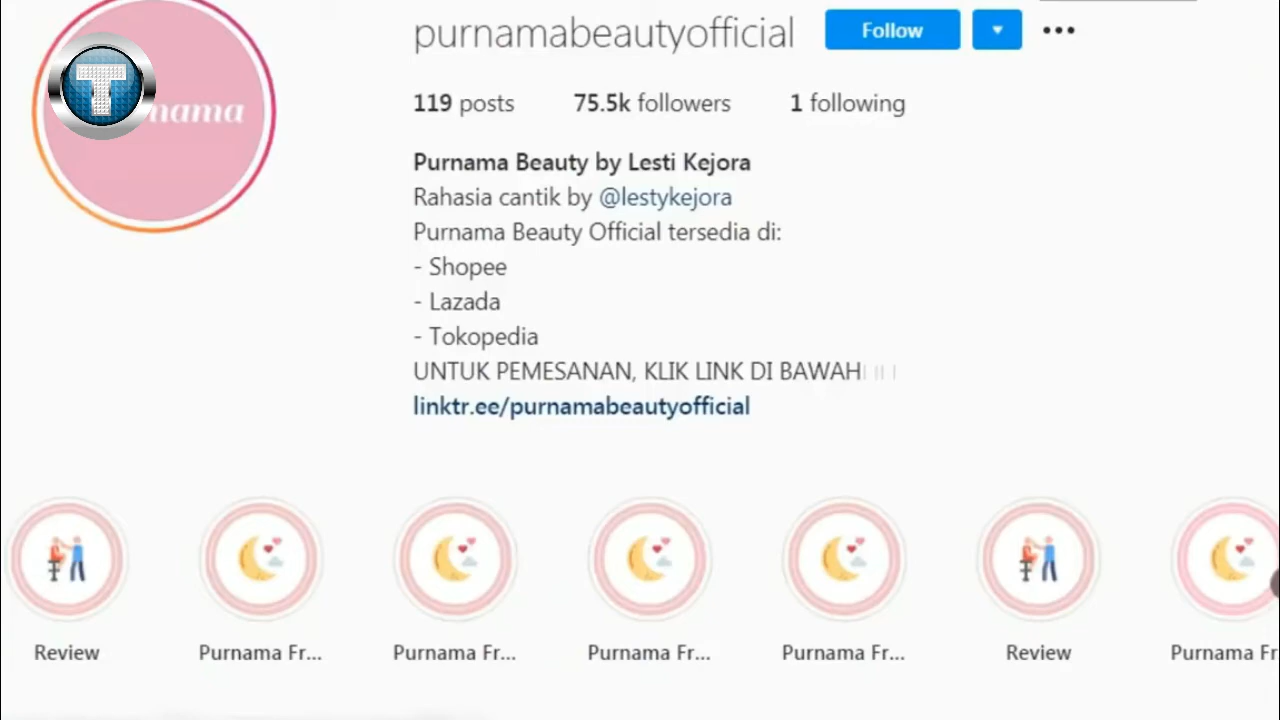 purnamabeautyofficial Follow
119 posts 75.5k followers 1 following
T nama
Purnama Beauty by Lesti Kejora
Rahasia cantik by @lestykejora
Purnama Beauty Official tersedia di:
- Shopee
- Lazada
- Tokopedia
UNTUK PEMESANAN, KLIK LINK DI BAWAH
linktr.ee/purnamabeautyofficial
Review Purnama Fr... Purnama Fr... Purnama Fr... Purnama Fr... Review Purnama Fr